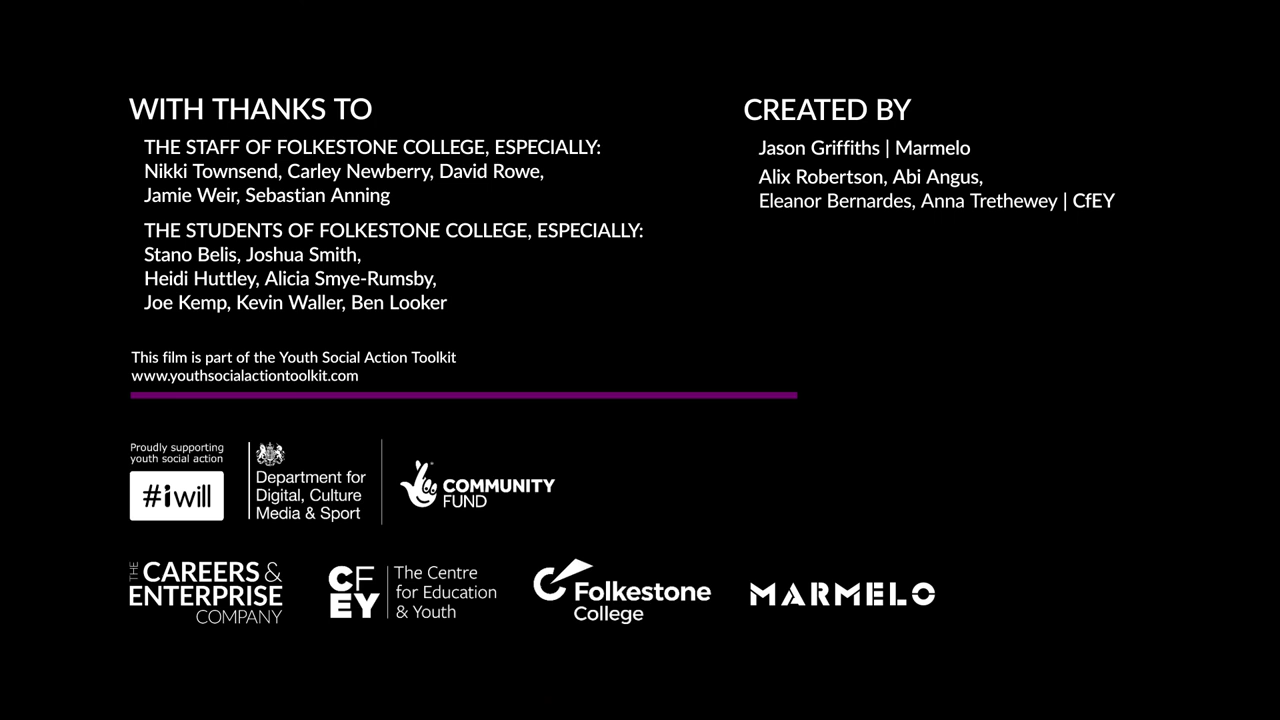 WITH THANKS TO
THE STAFF OF FOLKESTONE COLLEGE, ESPECIALLY:
Nikki Townsend, Carley Newberry, David Rowe,
Jamie Weir, Sebastian Anning
THE STUDENTS OF FOLKESTONE COLLEGE, ESPECIALLY:
Stano Belis, Joshua Smith,
Heidi Huttley, Alicia Smye-Rumsby,
Joe Kemp, Kevin Waller, Ben Looker
CREATED BY
Jason Griffiths | Marmelo
Alix Robertson, Abi Angus,
Eleanor Bernardes, Anna Trethewey | CfEY
This film is part of the Youth Social Action Toolkit
www.youthsocialactiontoolkit.com
Proudly supporting
youth social action
#iwill
Department for
Digital, Culture
Media & Sport
COMMUNITY
FUND
THE CAREERS &
ENTERPRISE
COMPANY
CF
EY
The Centre
for Education
& Youth
Folkestone
College
MARMELO